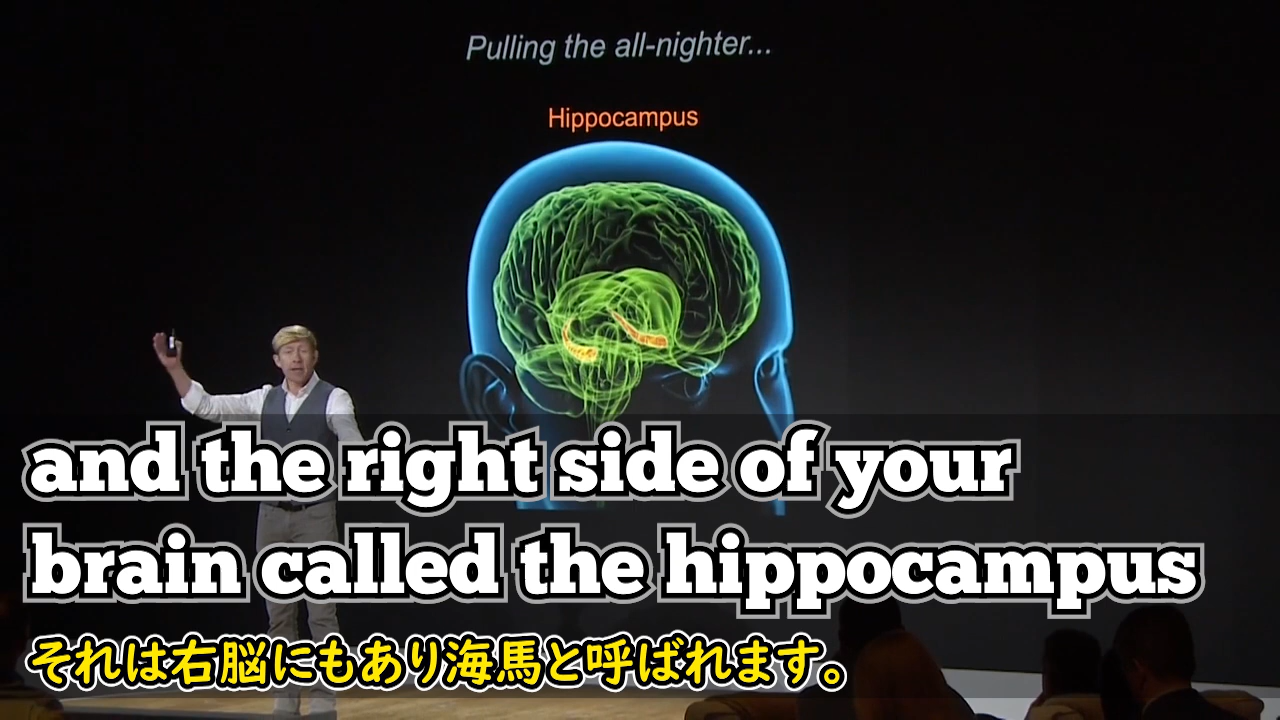 Pulling the all-nighter...
Hippocampus
and the right side of your
brain called the hippocampus
それは右脳にもあり海馬と呼ばれます。